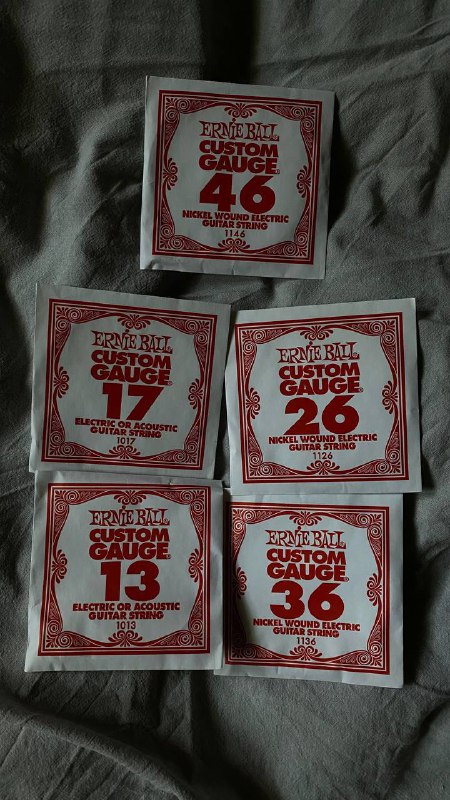 ERNIE BALL
CUSTOM
GAUGE®
46
NICKEL WOUND ELECTRIC
GUITAR STRING
1146
ERNIE BALL
CUSTOM
GAUGE®
17
ELECTRIC OR ACOUSTIC
GUITAR STRING
1017
ERNIE BALL
CUSTOM
GAUGE®
26
NICKEL WOUND ELECTRIC
GUITAR STRING
1126
ERNIE BALL
CUSTOM
GAUGE®
13
ELECTRIC OR ACOUSTIC
GUITAR STRING
1013
ERNIE BALL
CUSTOM
GAUGE®
36
NICKEL WOUND ELECTRIC
GUITAR STRING
1136